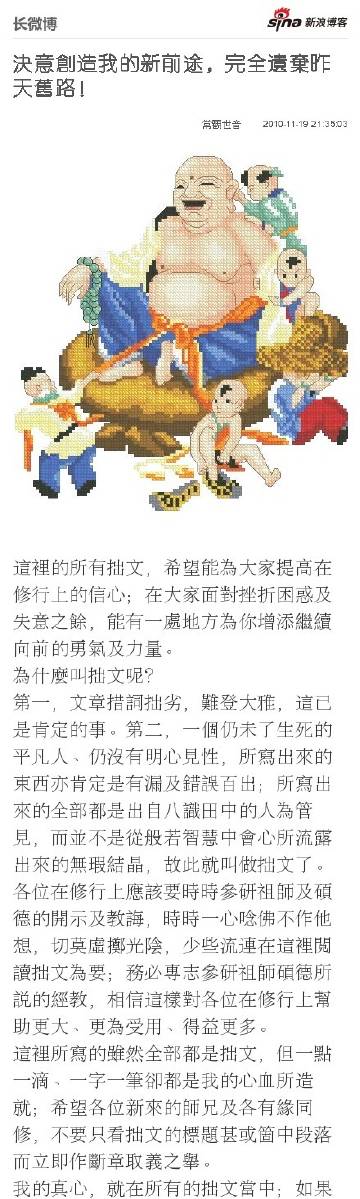 长微博
sina 新浪博客
決意創造我的新前途，完全遺棄昨
天舊路！
常觀世音 2010-11-19 21:35:03
這裡的所有拙文，希望能為大家提高在
修行上的信心；在大家面對挫折困惑及
失意之餘，能有一處地方為你增添繼續
向前的勇氣及力量。
為什麼叫拙文呢？
第一，文章措詞拙劣，難登大雅，這已
是肯定的事。第二，一個仍未了生死的
平凡人、仍沒有明心見性，所寫出來的
東西亦肯定是有漏及錯誤百出；所寫出
來的全部都是出自八識田中的人為管
見，而並不是從般若智慧中會心所流露
出來的無瑕結晶，故此就叫做拙文了。
各位在修行上應該要時時參研祖師及碩
德的開示及教誨，時時一心唸佛不作他
想，切莫虛擲光陰，少些流連在這裡閱
讀拙文為要；務必專志參研祖師碩德所
説的經教，相信這樣對各位在修行上幫
助更大、更為受用、得益更多。
這裡所寫的雖然全部都是拙文，但一點
一滴、一字一筆卻都是我的心血所造
就；希望各位新來的師兄及各有緣同
修，不要只看拙文的標題甚或箇中段落
而立即作斷章取義之舉。
我的真心，就在所有的拙文當中；如果